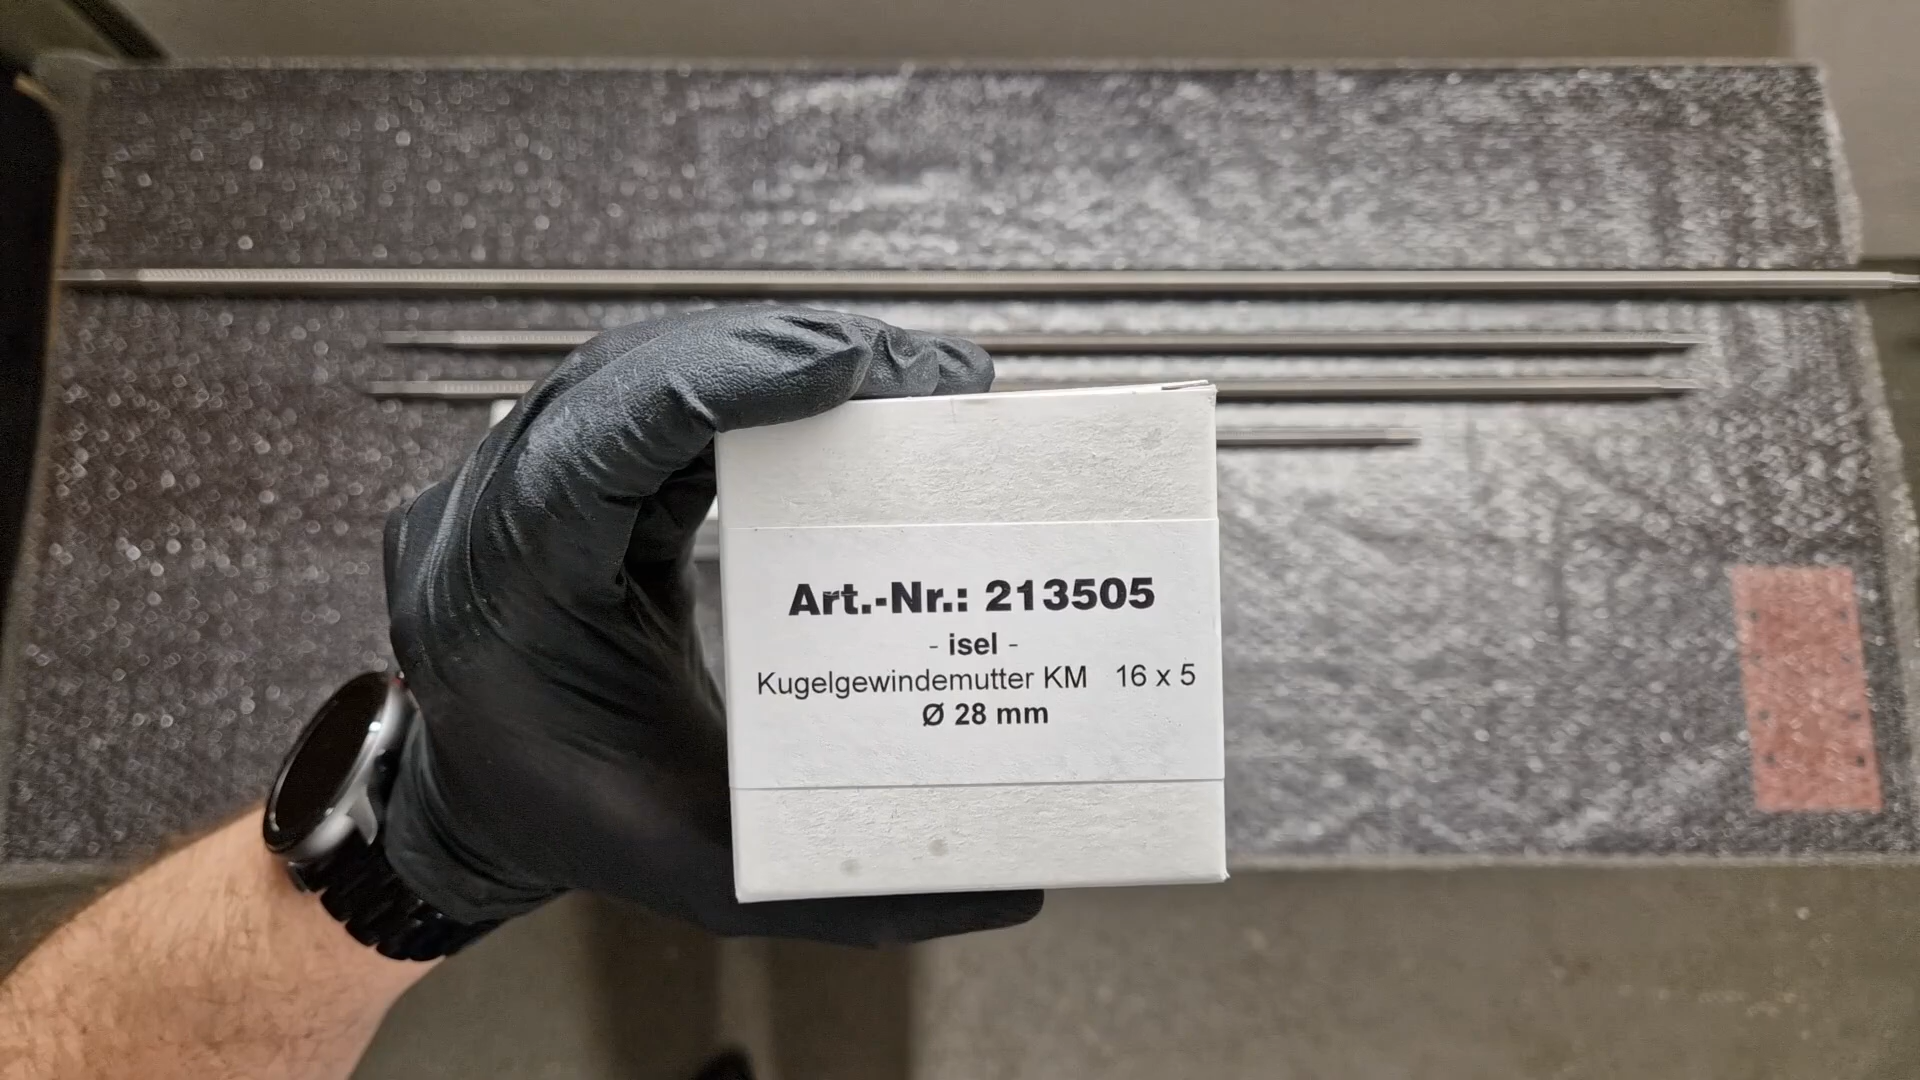 Art.-Nr.: 213505
- isel -
Kugelgewindemutter KM 16 x 5
Ø 28 mm